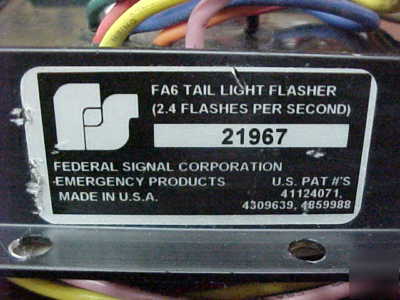 FA6 TAIL LIGHT FLASHER
(2.4 FLASHES PER SECOND)
21967
FEDERAL SIGNAL CORPORATION
EMERGENCY PRODUCTS
MADE IN U.S.A.
U.S. PAT #'S
41124071,
4309639, 4859988